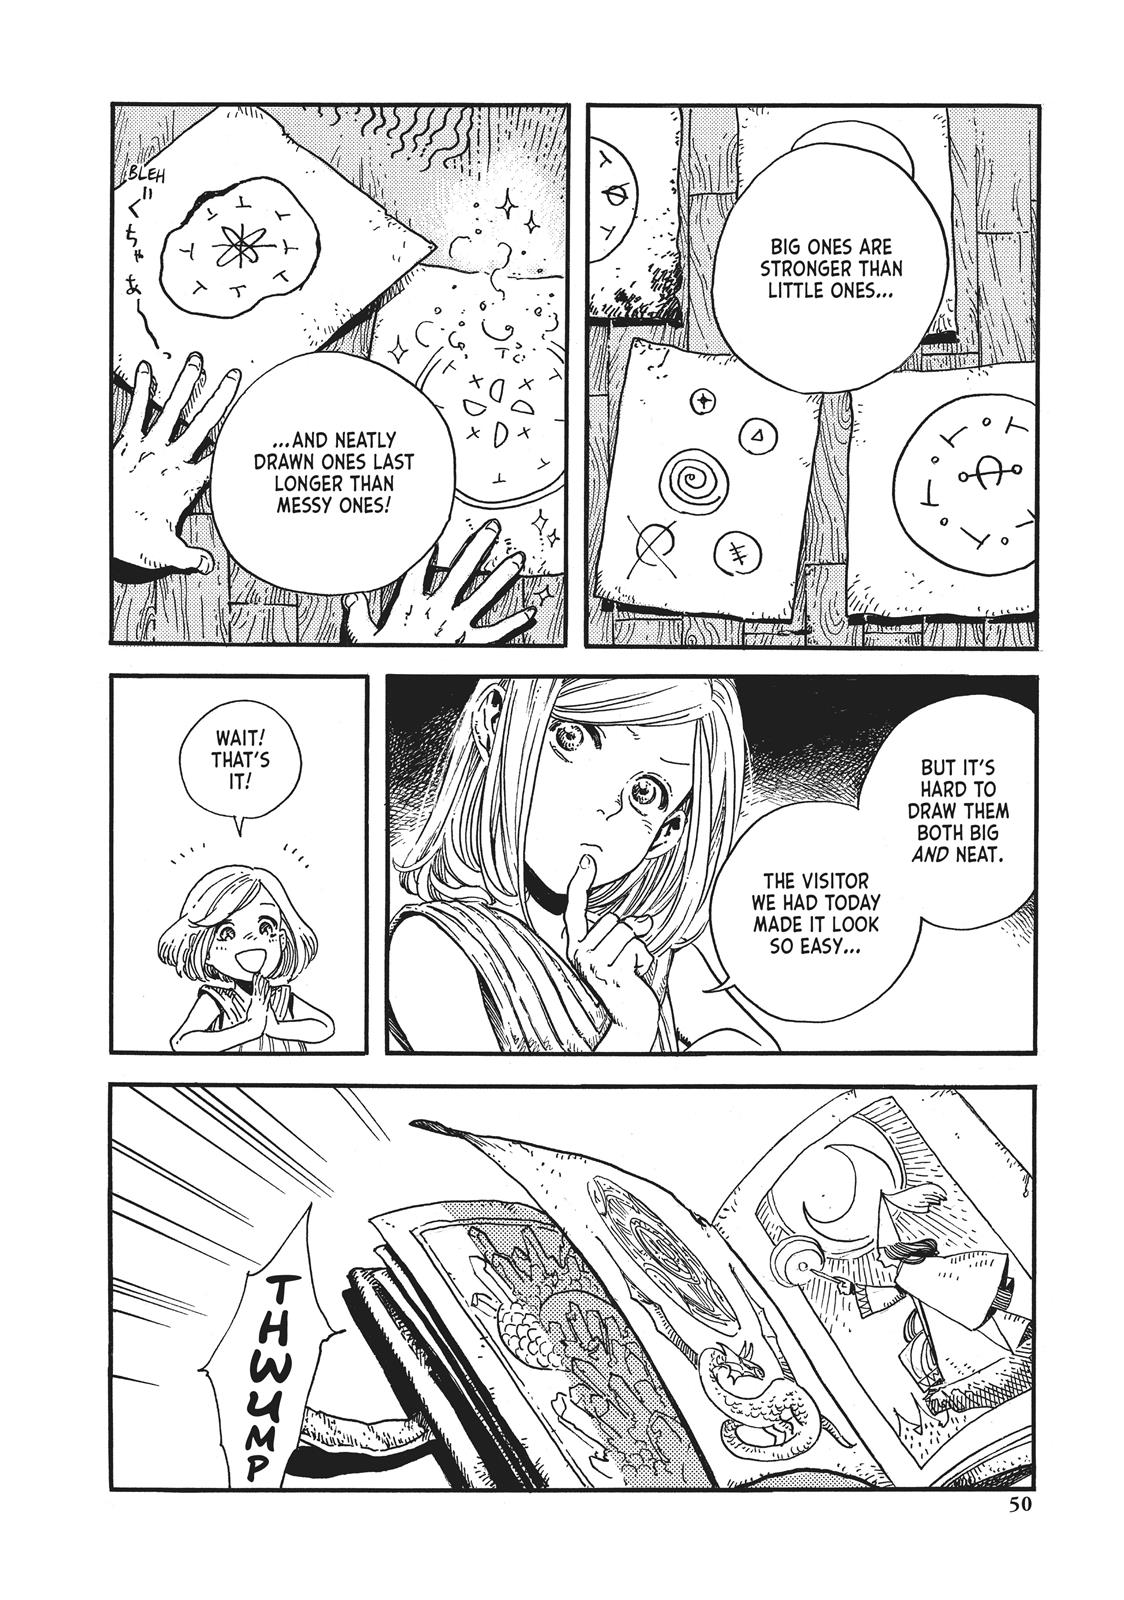 BIG ONES ARE
STRONGER THAN
LITTLE ONES...
BLEH
ぐちゃあー
...AND NEATLY
DRAWN ONES LAST
LONGER THAN
MESSY ONES!
BUT IT'S
HARD TO
DRAW THEM
BOTH BIG
AND NEAT.
THE VISITOR
WE HAD TODAY
MADE IT LOOK
SO EASY...
WAIT!
THAT'S
IT!
THWUMP
50